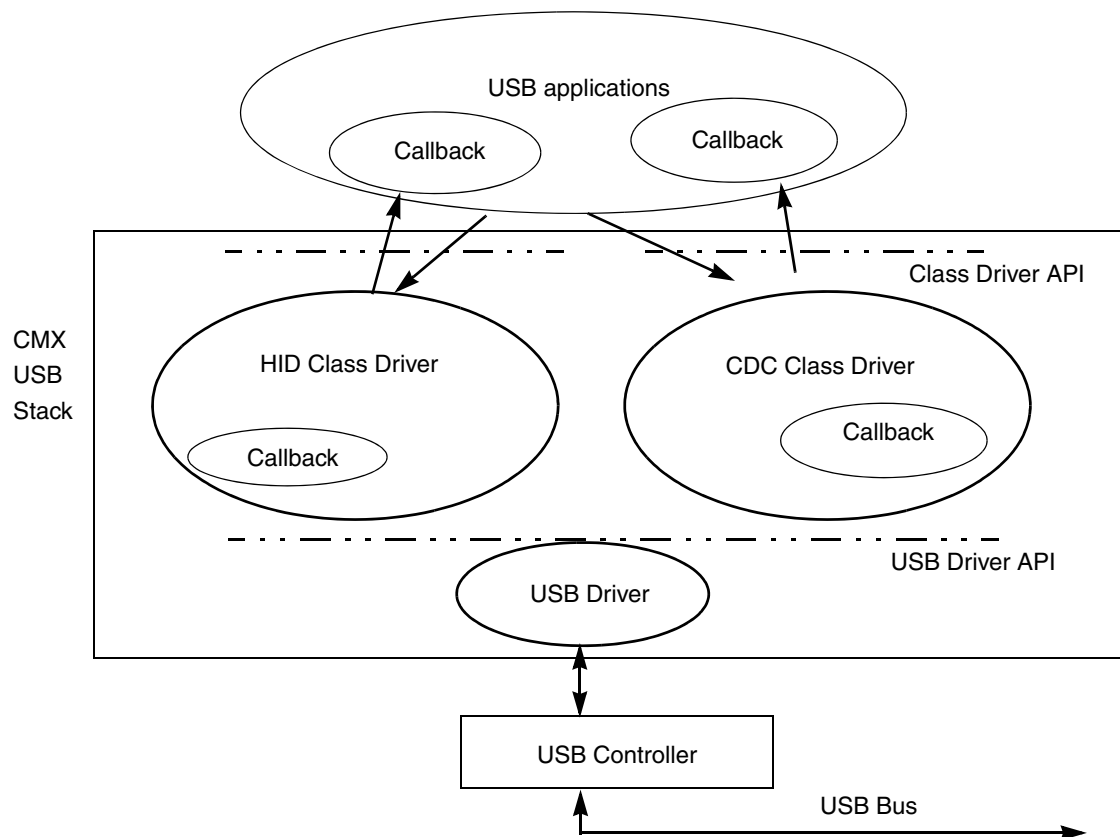 USB applications
Callback
Callback
Class Driver API
CMX
USB
Stack
HID Class Driver
CDC Class Driver
Callback
Callback
USB Driver API
USB Driver
USB Controller
USB Bus